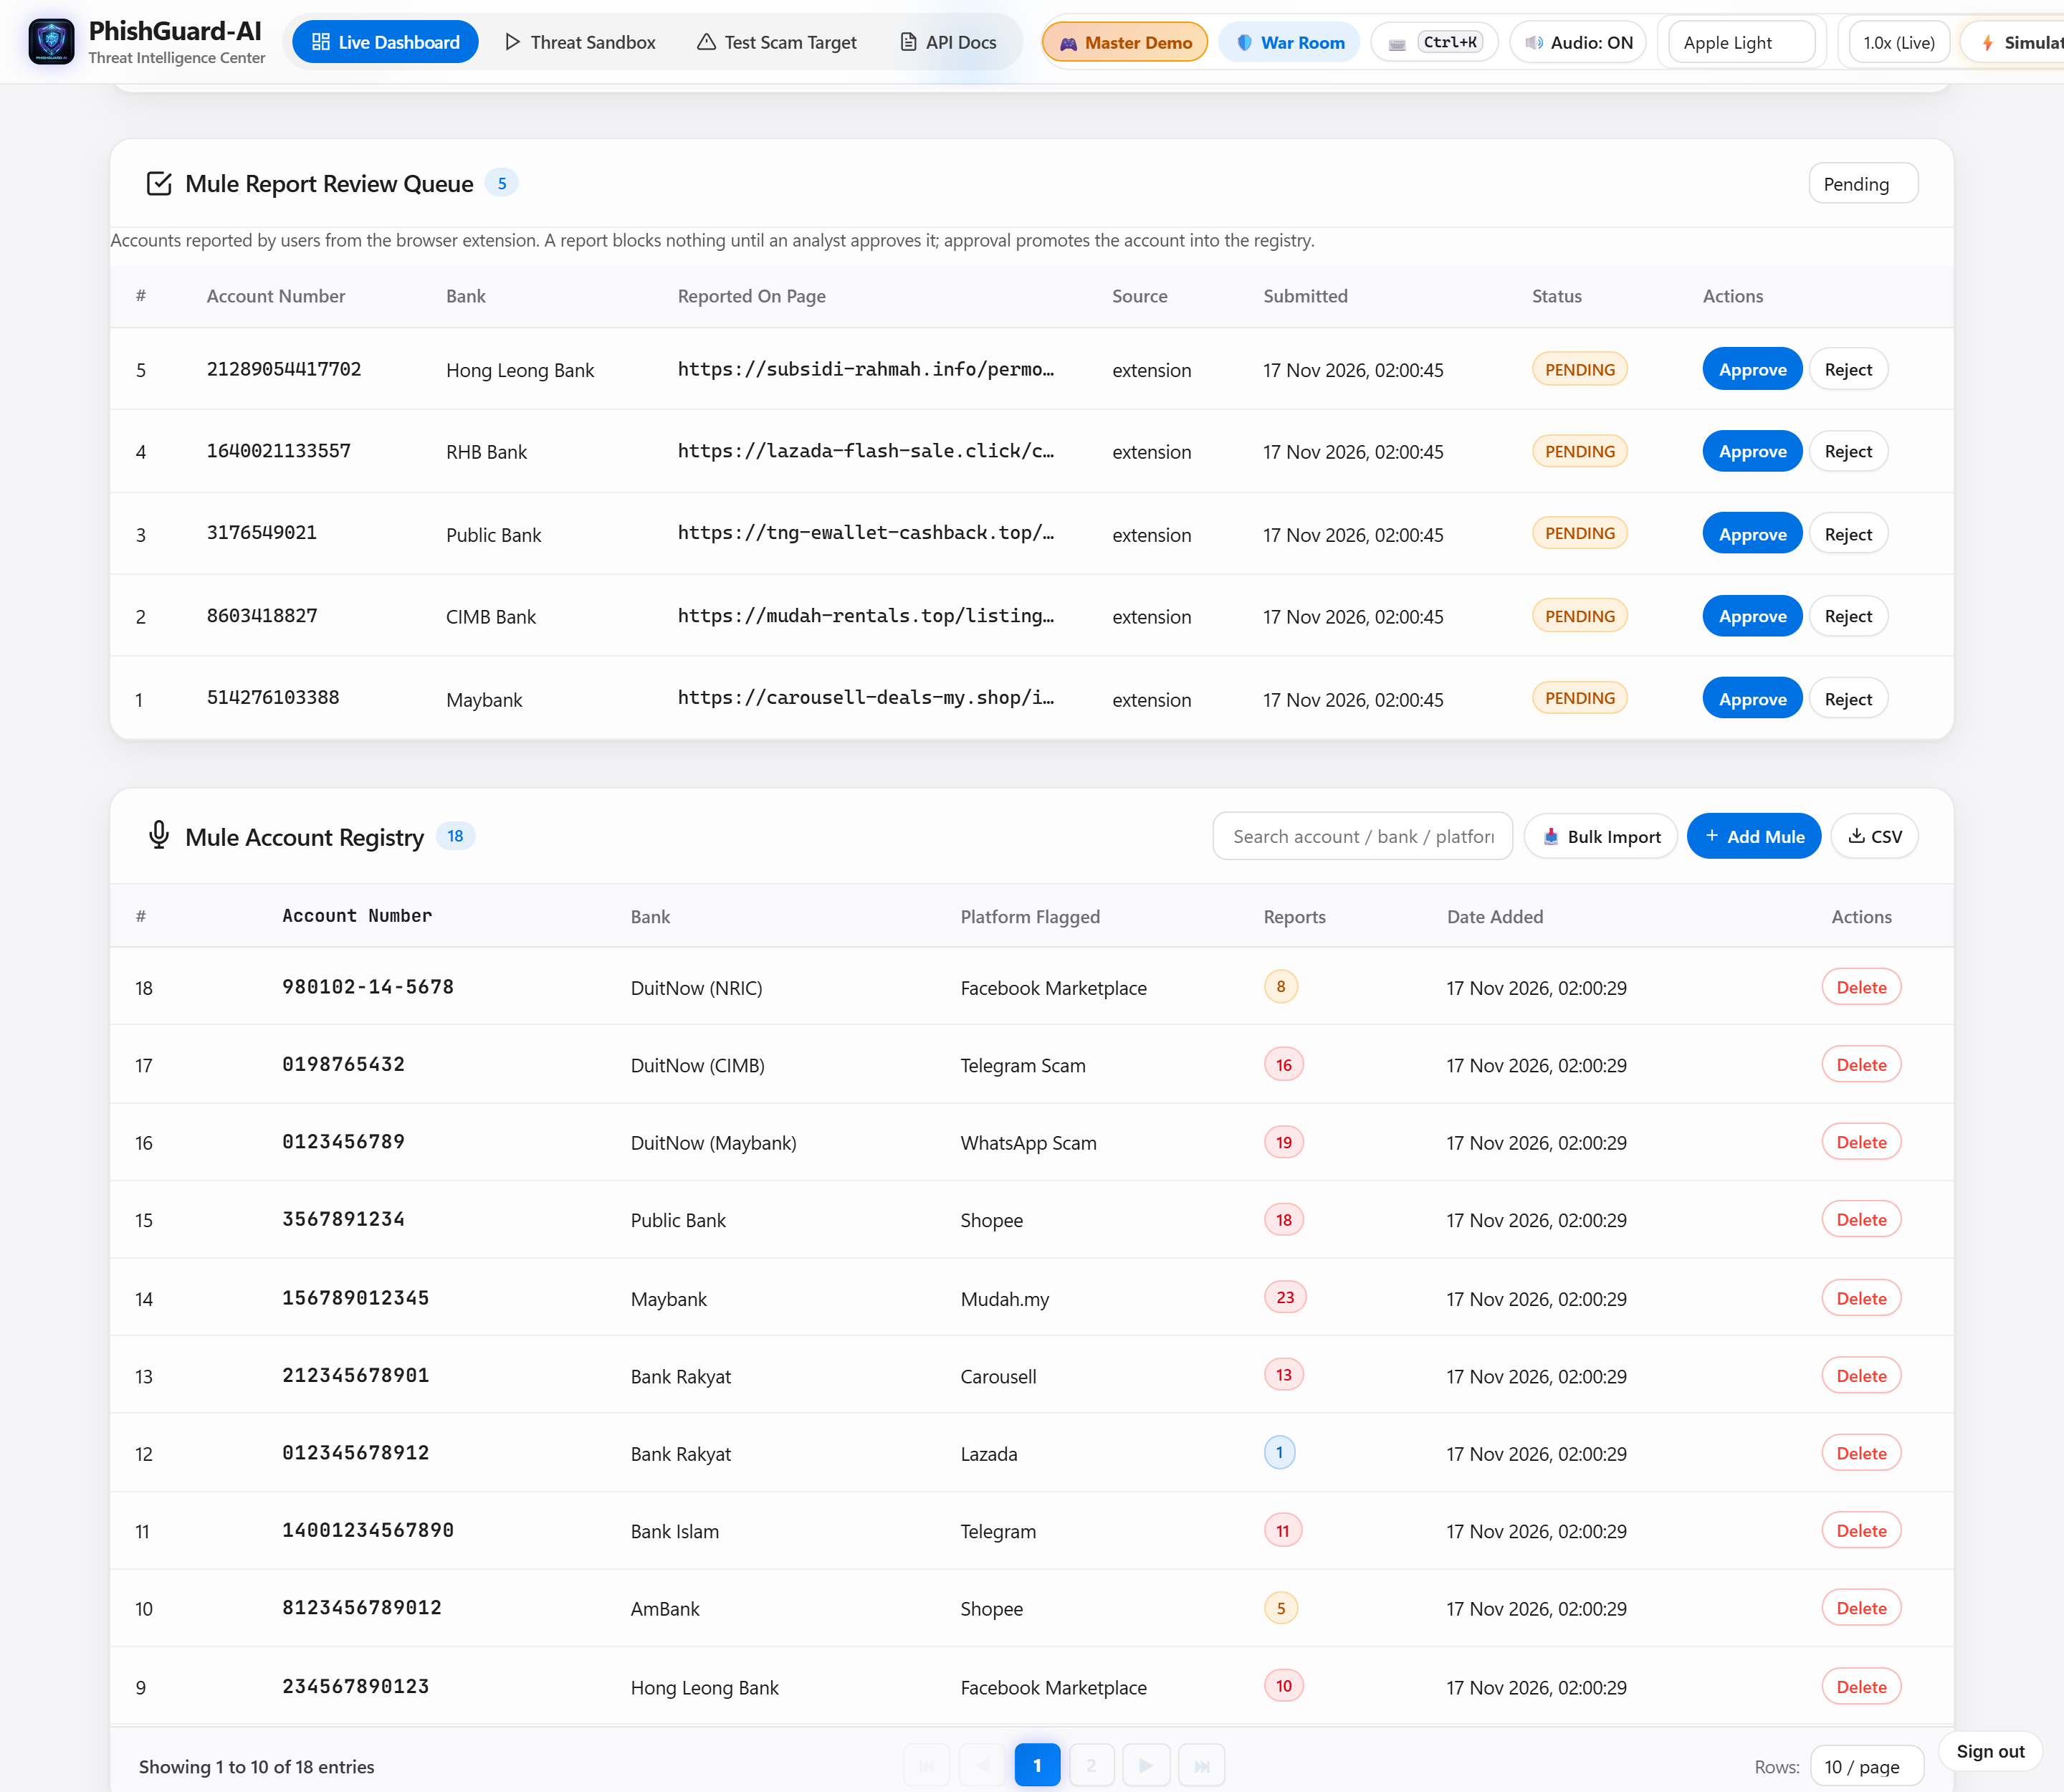 PhishGuard-AI
Threat Intelligence Center
Live Dashboard
Threat Sandbox
Test Scam Target
API Docs
Master Demo
War Room
Ctrl+K
Audio: ON
Apple Light
1.0x (Live)
Simulat
Mule Report Review Queue 5
Pending
Accounts reported by users from the browser extension. A report blocks nothing until an analyst approves it; approval promotes the account into the registry.
# Account Number Bank Reported On Page Source Submitted Status Actions
5 21289054417702 Hong Leong Bank https://subsidi-rahmah.info/permo… extension 17 Nov 2026, 02:00:45 PENDING Approve Reject
4 1640021133557 RHB Bank https://lazada-flash-sale.click/c… extension 17 Nov 2026, 02:00:45 PENDING Approve Reject
3 3176549021 Public Bank https://tng-ewallet-cashback.top/… extension 17 Nov 2026, 02:00:45 PENDING Approve Reject
2 8603418827 CIMB Bank https://mudah-rentals.top/listing… extension 17 Nov 2026, 02:00:45 PENDING Approve Reject
1 514276103388 Maybank https://carousell-deals-my.shop/i… extension 17 Nov 2026, 02:00:45 PENDING Approve Reject
Mule Account Registry 18
Search account / bank / platform
Bulk Import
+ Add Mule
CSV
# Account Number Bank Platform Flagged Reports Date Added Actions
18 980102-14-5678 DuitNow (NRIC) Facebook Marketplace 8 17 Nov 2026, 02:00:29 Delete
17 0198765432 DuitNow (CIMB) Telegram Scam 16 17 Nov 2026, 02:00:29 Delete
16 0123456789 DuitNow (Maybank) WhatsApp Scam 19 17 Nov 2026, 02:00:29 Delete
15 3567891234 Public Bank Shopee 18 17 Nov 2026, 02:00:29 Delete
14 156789012345 Maybank Mudah.my 23 17 Nov 2026, 02:00:29 Delete
13 212345678901 Bank Rakyat Carousell 13 17 Nov 2026, 02:00:29 Delete
12 012345678912 Bank Rakyat Lazada 1 17 Nov 2026, 02:00:29 Delete
11 14001234567890 Bank Islam Telegram 11 17 Nov 2026, 02:00:29 Delete
10 8123456789012 AmBank Shopee 5 17 Nov 2026, 02:00:29 Delete
9 234567890123 Hong Leong Bank Facebook Marketplace 10 17 Nov 2026, 02:00:29 Delete
Showing 1 to 10 of 18 entries
1
2
Rows: 10 / page
Sign out